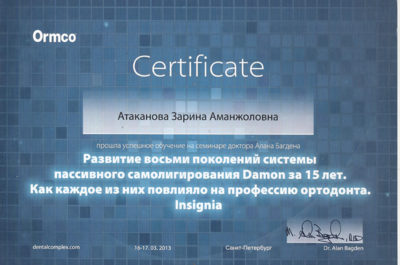 Ormco
Certificate
Атаканова Зарина Аманжоловна
прошла успешное обучение на семинаре доктора Алана Багдена
Развитие восьми поколений системы
пассивного самолигирования Damon за 15 лет.
Как каждое из них повлияло на профессию ортодонта.
Insignia
dentalcomplex.com 16-17. 03. 2013 Санкт-Петербург Dr. Alan Bagden